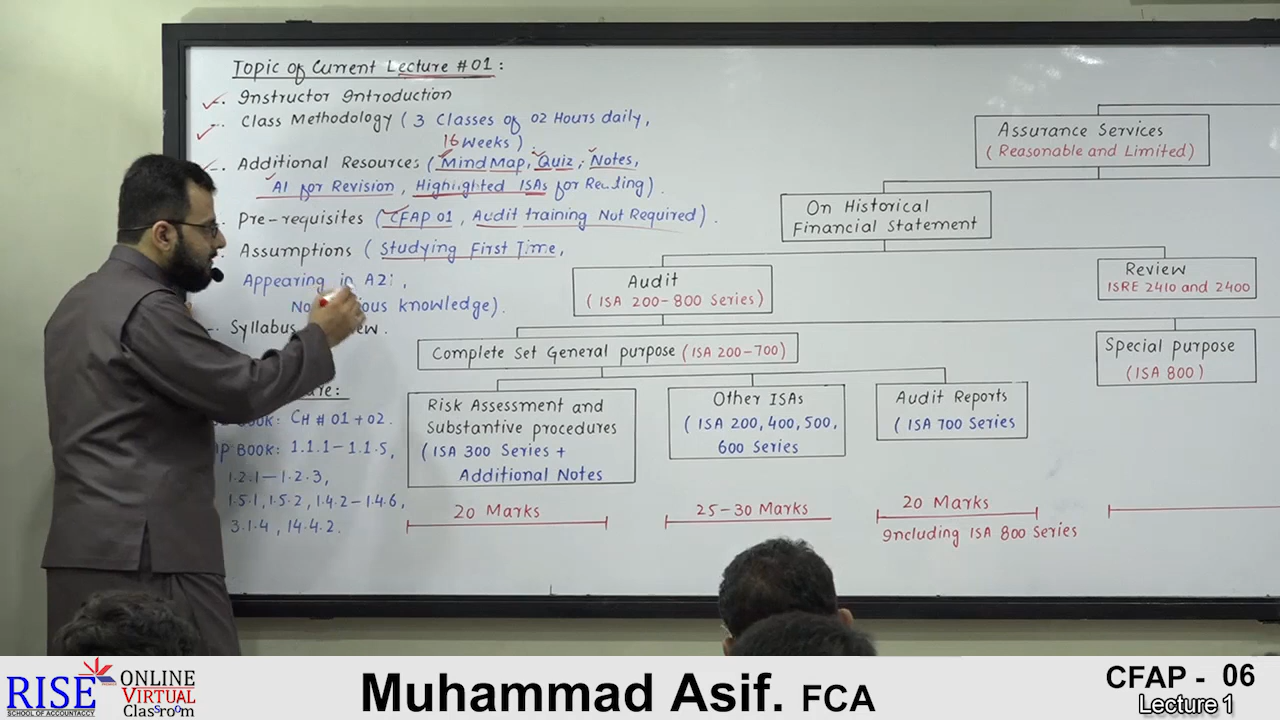 Topic of Current Lecture #01:
-. Instructor Introduction
-. Class Methodology ( 3 Classes of 02 Hours daily,
16 Weeks ) .
Additional Resources ( Mind Map, Quiz, Notes,
AI for Revision , Highlighted ISAs for Reading ) .
Pre-requisites ( CFAP 01 , Audit training Not Required ) .
Assumptions ( Studying First Time,
Appearing in
knowledge ) .
-. Syllabus
CH # 01 + 02.
Book: 1.1.1 - 1.1.5,
1.2.1 - 1.2.3,
1.5.1, 1.5.2, 1.4.2 - 1.4.6,
3.1.4, 14.4.2.
Assurance Services
( Reasonable and Limited )
On Historical
Financial Statement
Audit
( ISA 200-800 Series )
Review
ISRE 2410 and 2400
Complete Set General purpose ( ISA 200-700 )
Special purpose
( ISA 800 )
Risk Assessment and
Substantive procedures
( ISA 300 Series +
Additional Notes
Other ISAs
( ISA 200, 400, 500,
600 Series
Audit Reports
( ISA 700 Series
20 Marks
25-30 Marks
20 Marks
Including ISA 800 Series
RISE
SCHOOL OF ACCOUNTACY
ONLINE
VIRTUAL
Classroom
Muhammad Asif. FCA
CFAP - 06
Lecture 1